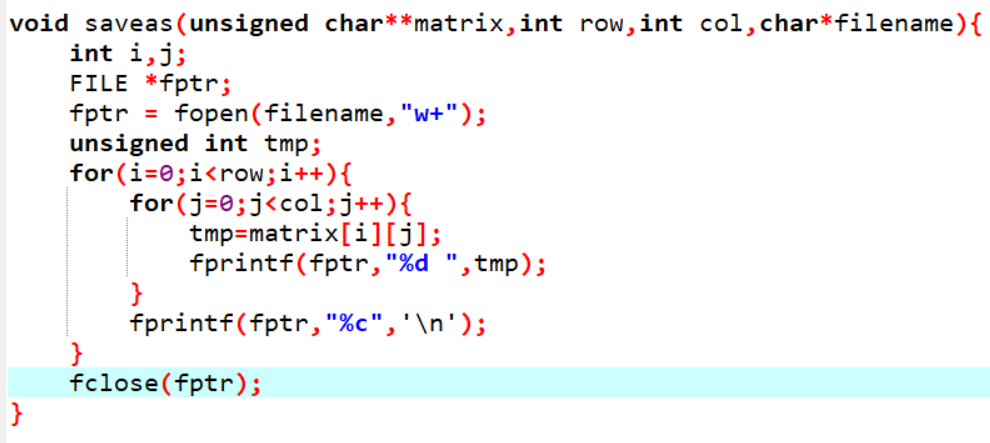 void saveas(unsigned char**matrix,int row,int col,char*filename){
    int i,j;
    FILE *fptr;
    fptr = fopen(filename,"w+");
    unsigned int tmp;
    for(i=0;i<row;i++){
        for(j=0;j<col;j++){
            tmp=matrix[i][j];
            fprintf(fptr,"%d ",tmp);
        }
        fprintf(fptr,"%c",'\n');
    }
    fclose(fptr);
}